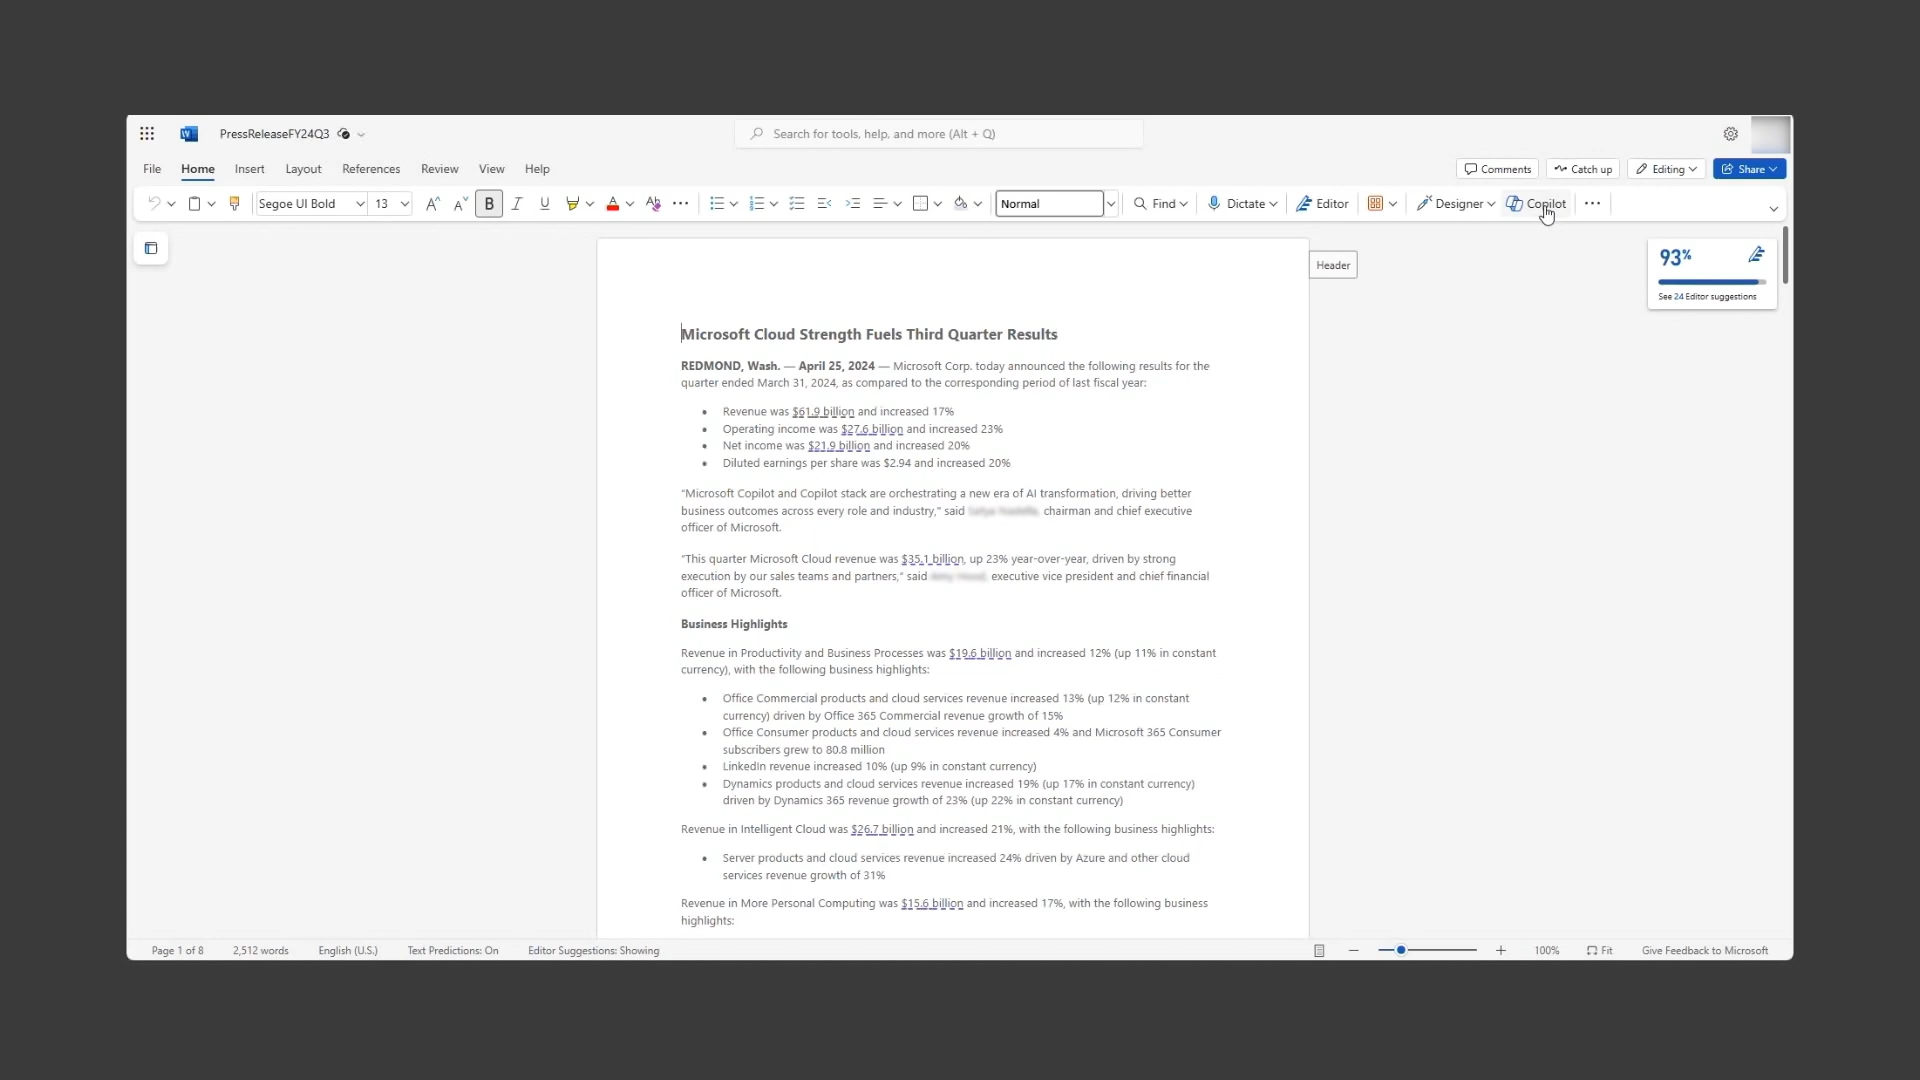 PressReleaseFY24Q3
Search for tools, help, and more (Alt + Q)
File Home Insert Layout References Review View Help
Comments Catch up Editing Share
Segoe UI Bold 13 B I U Normal Find Dictate Editor Designer Copilot
Header
93%
See 24 Editor suggestions
Microsoft Cloud Strength Fuels Third Quarter Results
REDMOND, Wash. — April 25, 2024 — Microsoft Corp. today announced the following results for the
quarter ended March 31, 2024, as compared to the corresponding period of last fiscal year:
• Revenue was $61.9 billion and increased 17%
• Operating income was $27.6 billion and increased 23%
• Net income was $21.9 billion and increased 20%
• Diluted earnings per share was $2.94 and increased 20%
"Microsoft Copilot and Copilot stack are orchestrating a new era of AI transformation, driving better
business outcomes across every role and industry," said chairman and chief executive
officer of Microsoft.
"This quarter Microsoft Cloud revenue was $35.1 billion, up 23% year-over-year, driven by strong
execution by our sales teams and partners," said executive vice president and chief financial
officer of Microsoft.
Business Highlights
Revenue in Productivity and Business Processes was $19.6 billion and increased 12% (up 11% in constant
currency), with the following business highlights:
• Office Commercial products and cloud services revenue increased 13% (up 12% in constant
currency) driven by Office 365 Commercial revenue growth of 15%
• Office Consumer products and cloud services revenue increased 4% and Microsoft 365 Consumer
subscribers grew to 80.8 million
• LinkedIn revenue increased 10% (up 9% in constant currency)
• Dynamics products and cloud services revenue increased 19% (up 17% in constant currency)
driven by Dynamics 365 revenue growth of 23% (up 22% in constant currency)
Revenue in Intelligent Cloud was $26.7 billion and increased 21%, with the following business highlights:
• Server products and cloud services revenue increased 24% driven by Azure and other cloud
services revenue growth of 31%
Revenue in More Personal Computing was $15.6 billion and increased 17%, with the following business
highlights:
Page 1 of 8 2,512 words English (U.S.) Text Predictions: On Editor Suggestions: Showing 100% Fit Give Feedback to Microsoft